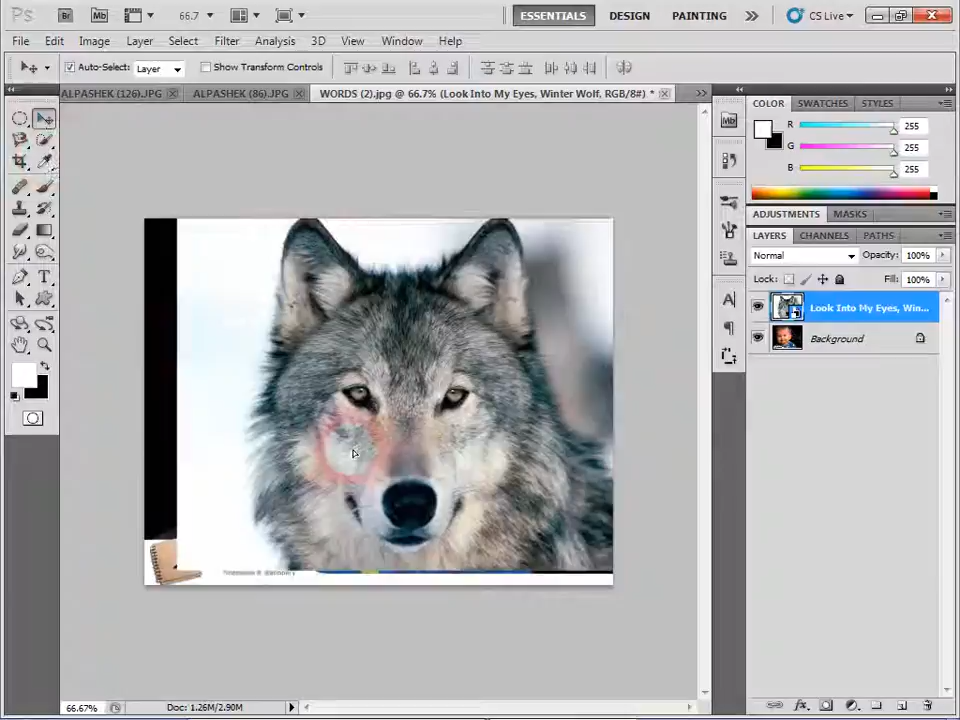 Ps Br Mb 66.7 ESSENTIALS DESIGN PAINTING CS Live
File Edit Image Layer Select Filter Analysis 3D View Window Help
Auto-Select: Layer Show Transform Controls
ALPASHEK (126).JPG ALPASHEK (86).JPG WORDS (2).jpg @ 66.7% (Look Into My Eyes, Winter Wolf, RGB/8#) *
COLOR SWATCHES STYLES
R 255
G 255
B 255
ADJUSTMENTS MASKS
LAYERS CHANNELS PATHS
Normal Opacity: 100%
Lock: Fill: 100%
Look Into My Eyes, Win...
Background
66.67% Doc: 1.26M/2.90M